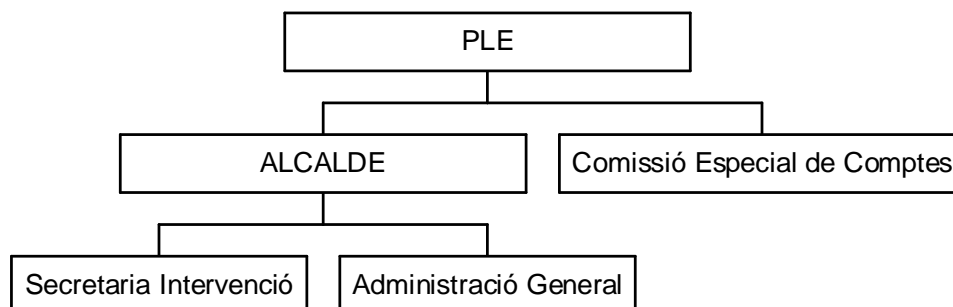 PLE
ALCALDE
Comissió Especial de Comptes
Secretaria Intervenció
Administració General